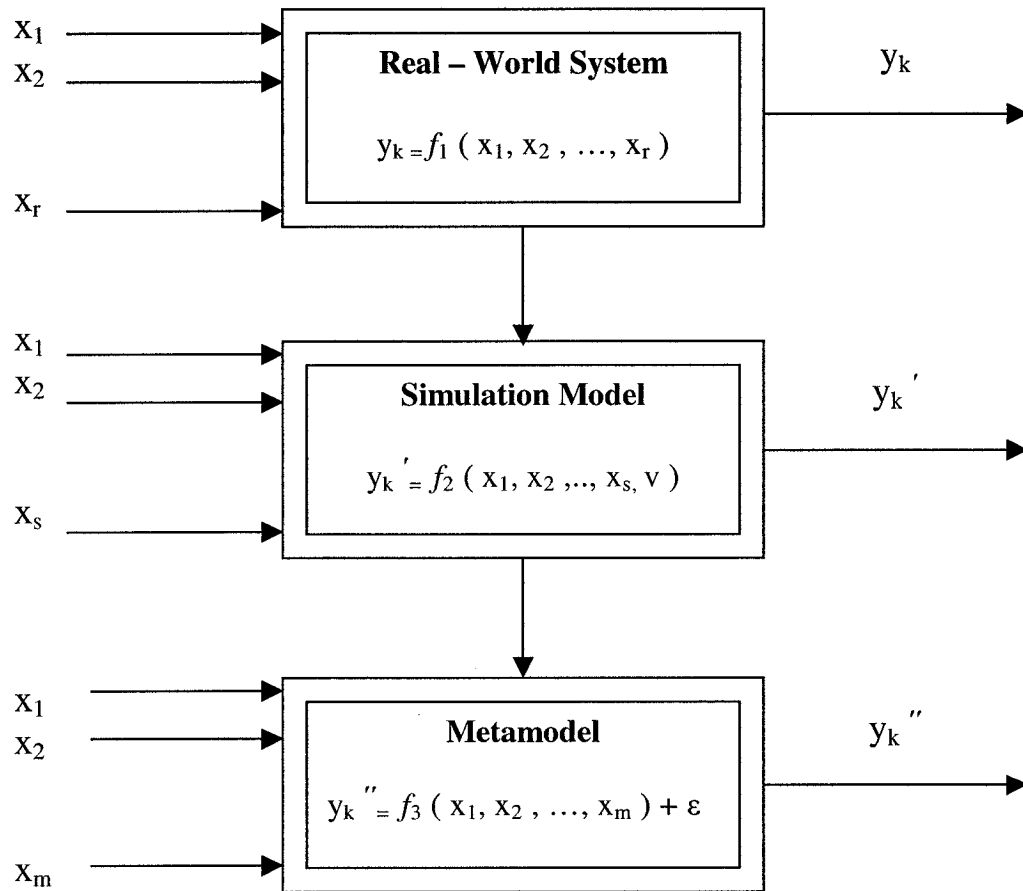 x₁
x₂
xᵣ
Real – World System
yₖ = f₁ ( x₁, x₂ , …, xᵣ )
yₖ
x₁
x₂
xₛ
Simulation Model
yₖ ′ = f₂ ( x₁, x₂ ,.., xₛ, v )
yₖ ′
x₁
x₂
xₘ
Metamodel
yₖ ″ = f₃ ( x₁, x₂ , …, xₘ ) + ε
yₖ ″